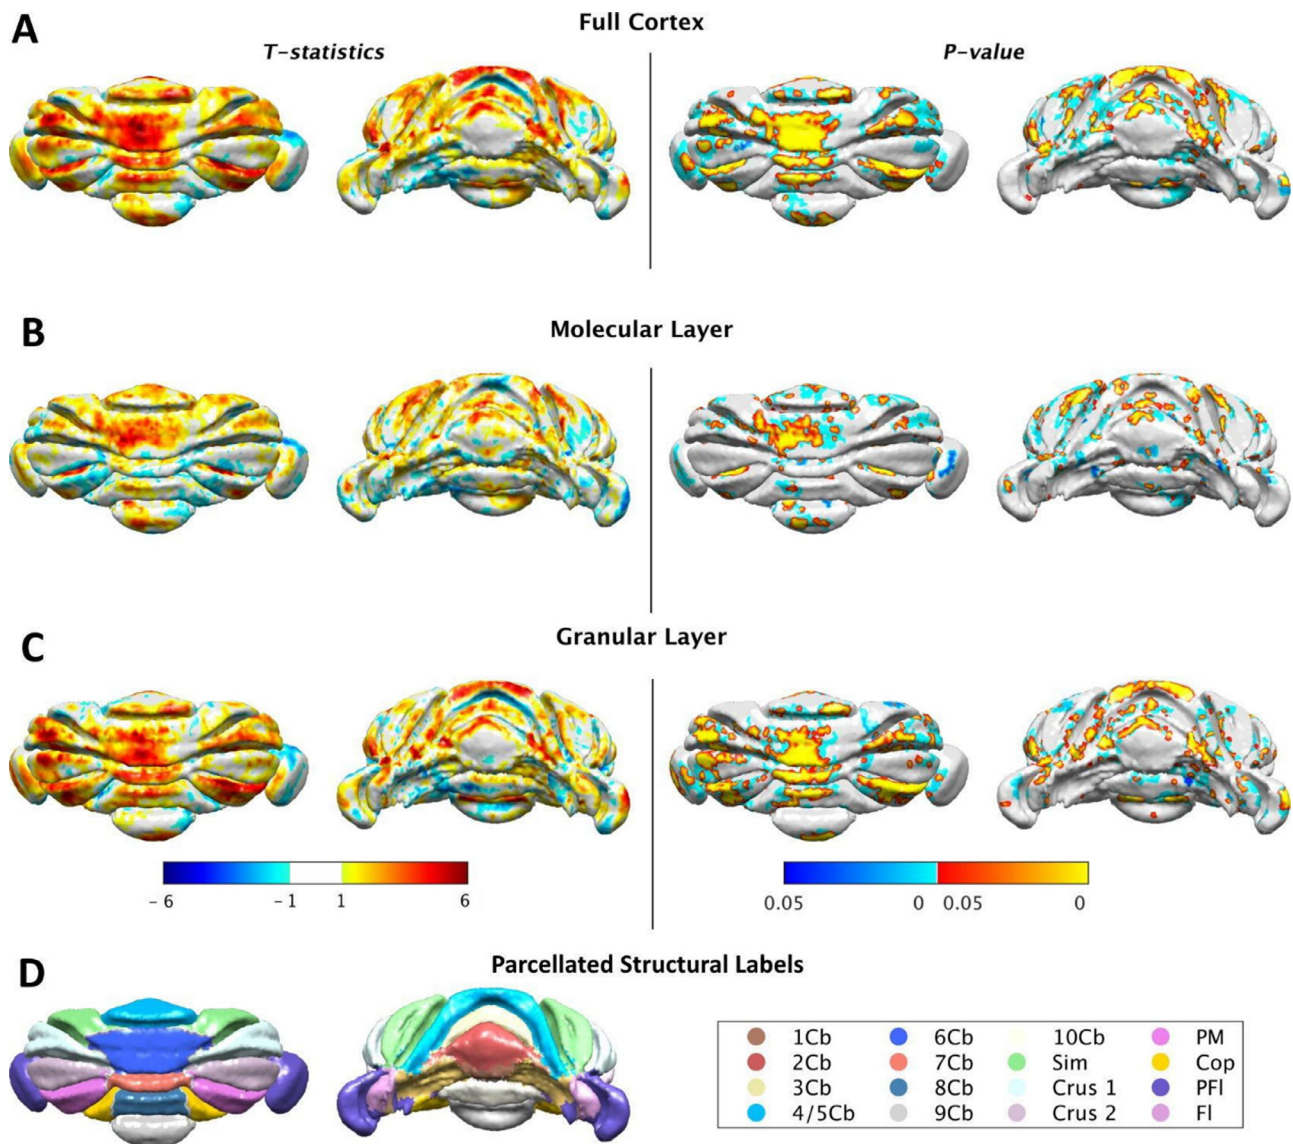 A
Full Cortex
T-statistics
P-value
B
Molecular Layer
C
Granular Layer
– 6
– 1
1
6
0.05
0
0.05
0
D
Parcellated Structural Labels
1Cb 6Cb 10Cb PM
2Cb 7Cb Sim Cop
3Cb 8Cb Crus 1 PFl
4/5Cb 9Cb Crus 2 Fl